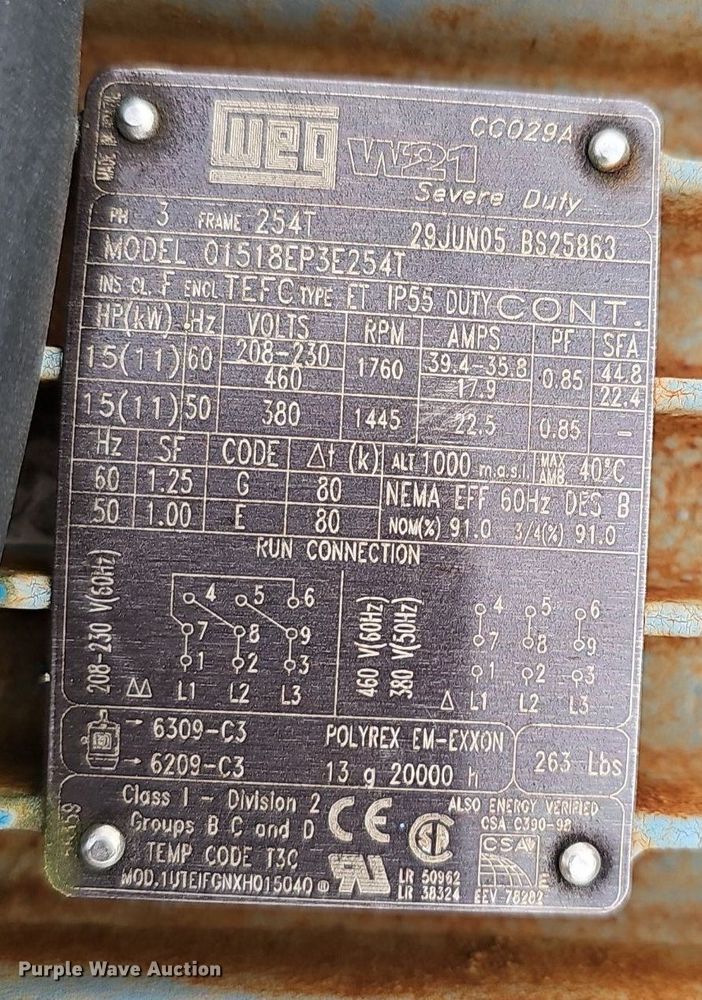 CC029A
WEG W21
Severe Duty
PH 3 FRAME 254T 29JUN05 BS25863
MODEL 01518EP3E254T
INS CL. F ENCL TEFC TYPE ET IP55 DUTY CONT.
HP(kW) Hz VOLTS RPM AMPS PF SFA
15(11) 60 208-230 1760 39.4-35.8 0.85 44.8
460 17.9 22.4
15(11) 50 380 1445 22.5 0.85 -
Hz SF CODE Δt (k) ALT 1000 m.a.s.l. MAX AMB 40°C
60 1.25 G 80 NEMA EFF 60Hz DES B
50 1.00 E 80 NOM(%) 91.0 3/4(%) 91.0
RUN CONNECTION
208-230 V(60Hz)
4 5 6
7 8 9
1 2 3
ΔΔ L1 L2 L3
460 V(60Hz)
380 V(50Hz)
4 5 6
7 8 9
1 2 3
Δ L1 L2 L3
→ 6309-C3 POLYREX EM-EXXON
→ 6209-C3 13 g 20000 h
263 Lbs
Class I - Division 2
Groups B C and D
TEMP CODE T3C
MOD.1UTEIFGNXH01504O
CE
LR 50962
LR 38324
ALSO ENERGY VERIFIED
CSA C390-98
CSA
EEV-78202
Purple Wave Auction